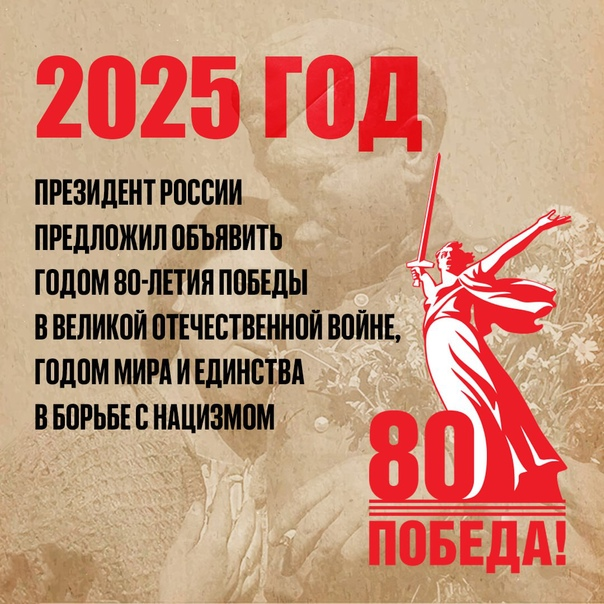 2025 ГОД
ПРЕЗИДЕНТ РОССИИ
ПРЕДЛОЖИЛ ОБЪЯВИТЬ
ГОДОМ 80-ЛЕТИЯ ПОБЕДЫ
В ВЕЛИКОЙ ОТЕЧЕСТВЕННОЙ ВОЙНЕ,
ГОДОМ МИРА И ЕДИНСТВА
В БОРЬБЕ С НАЦИЗМОМ
80
ПОБЕДА!